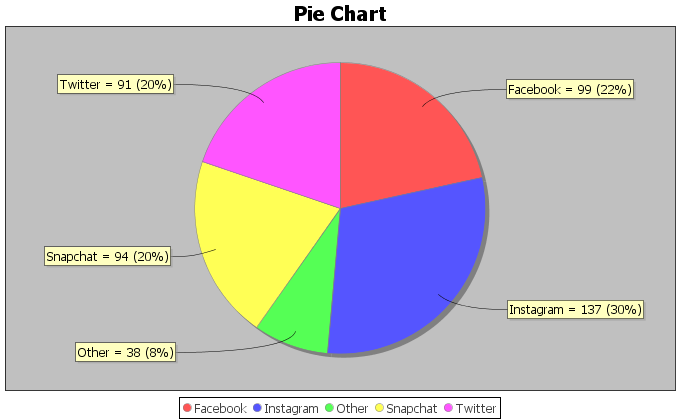 Pie Chart
Twitter = 91 (20%)
Facebook = 99 (22%)
Snapchat = 94 (20%)
Instagram = 137 (30%)
Other = 38 (8%)
Facebook Instagram Other Snapchat Twitter